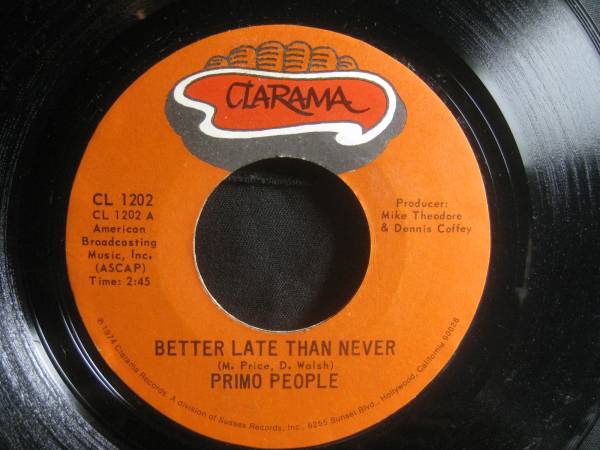 CLARAMA
CL 1202
CL 1202 A
American
Broadcasting
Music, Inc.
(ASCAP)
Time: 2:45
Producer:
Mike Theodore
& Dennis Coffey
BETTER LATE THAN NEVER
(M. Price, D. Walsh)
PRIMO PEOPLE
℗ 1974 Clarama Records. A division of Sussex Records, Inc., 6255 Sunset Blvd., Hollywood, California 90028